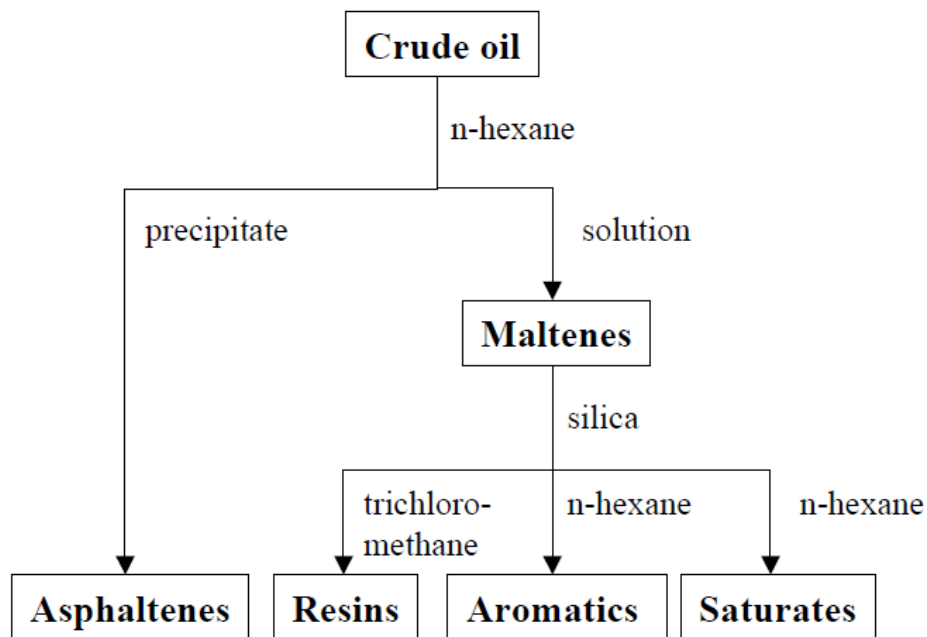 Crude oil
n-hexane
precipitate
solution
Maltenes
silica
trichloro-
methane
n-hexane
n-hexane
Asphaltenes
Resins
Aromatics
Saturates